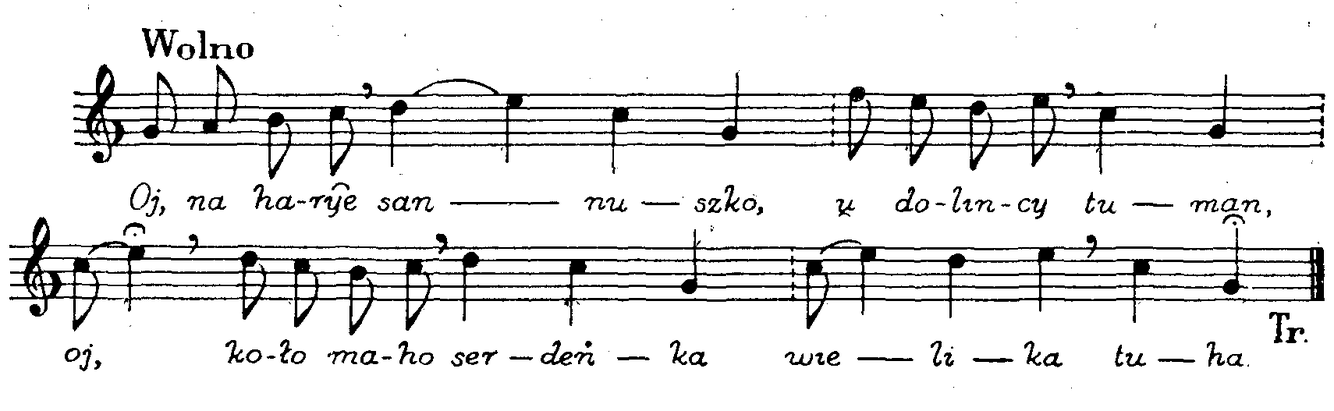 Wolno
Oj, na ha-ryje san — nu — szko, ų do-lin-cy tu — man,
oj, ko-ło ma-ho ser — deń — ka wie — li — ka tu — ha.
Tr.